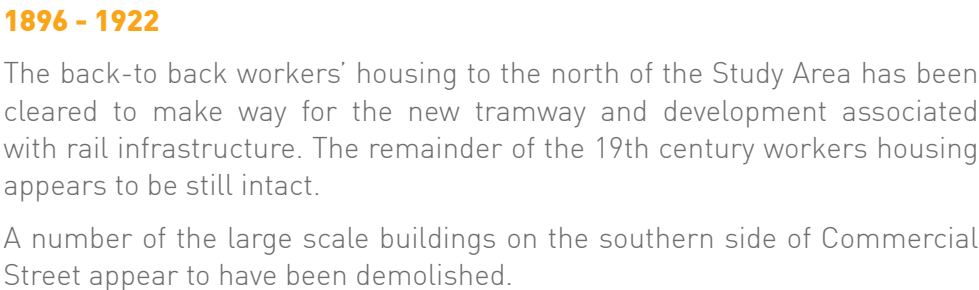 1896 - 1922
The back-to back workers’ housing to the north of the Study Area has been
cleared to make way for the new tramway and development associated
with rail infrastructure. The remainder of the 19th century workers housing
appears to be still intact.
A number of the large scale buildings on the southern side of Commercial
Street appear to have been demolished.